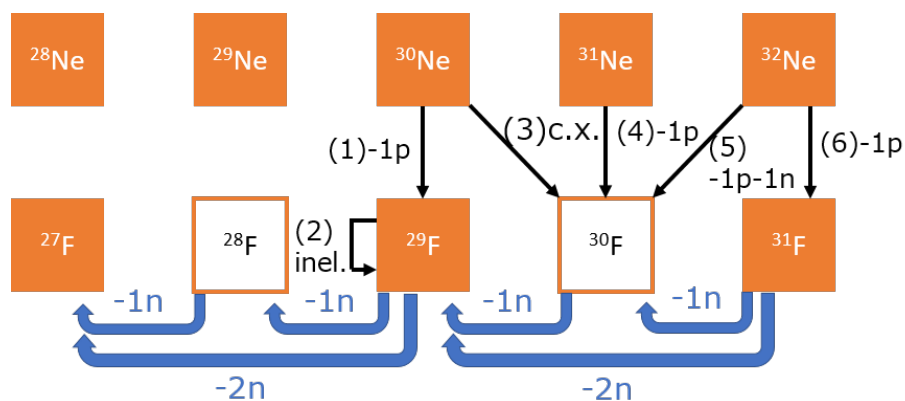 ²⁸Ne ²⁹Ne ³⁰Ne ³¹Ne ³²Ne
(1)-1p
(3)c.x.
(4)-1p
(5)
-1p-1n
(6)-1p
²⁷F ²⁸F
(2)
inel.
²⁹F ³⁰F ³¹F
-1n -1n -1n -1n
-2n -2n